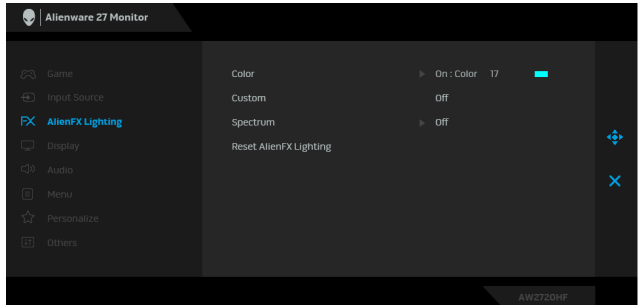 Alienware 27 Monitor
Game
Input Source
FX AlienFX Lighting
Display
Audio
Menu
Personalize
Others
Color On : Color 17
Custom Off
Spectrum Off
Reset AlienFX Lighting
AW2720HF